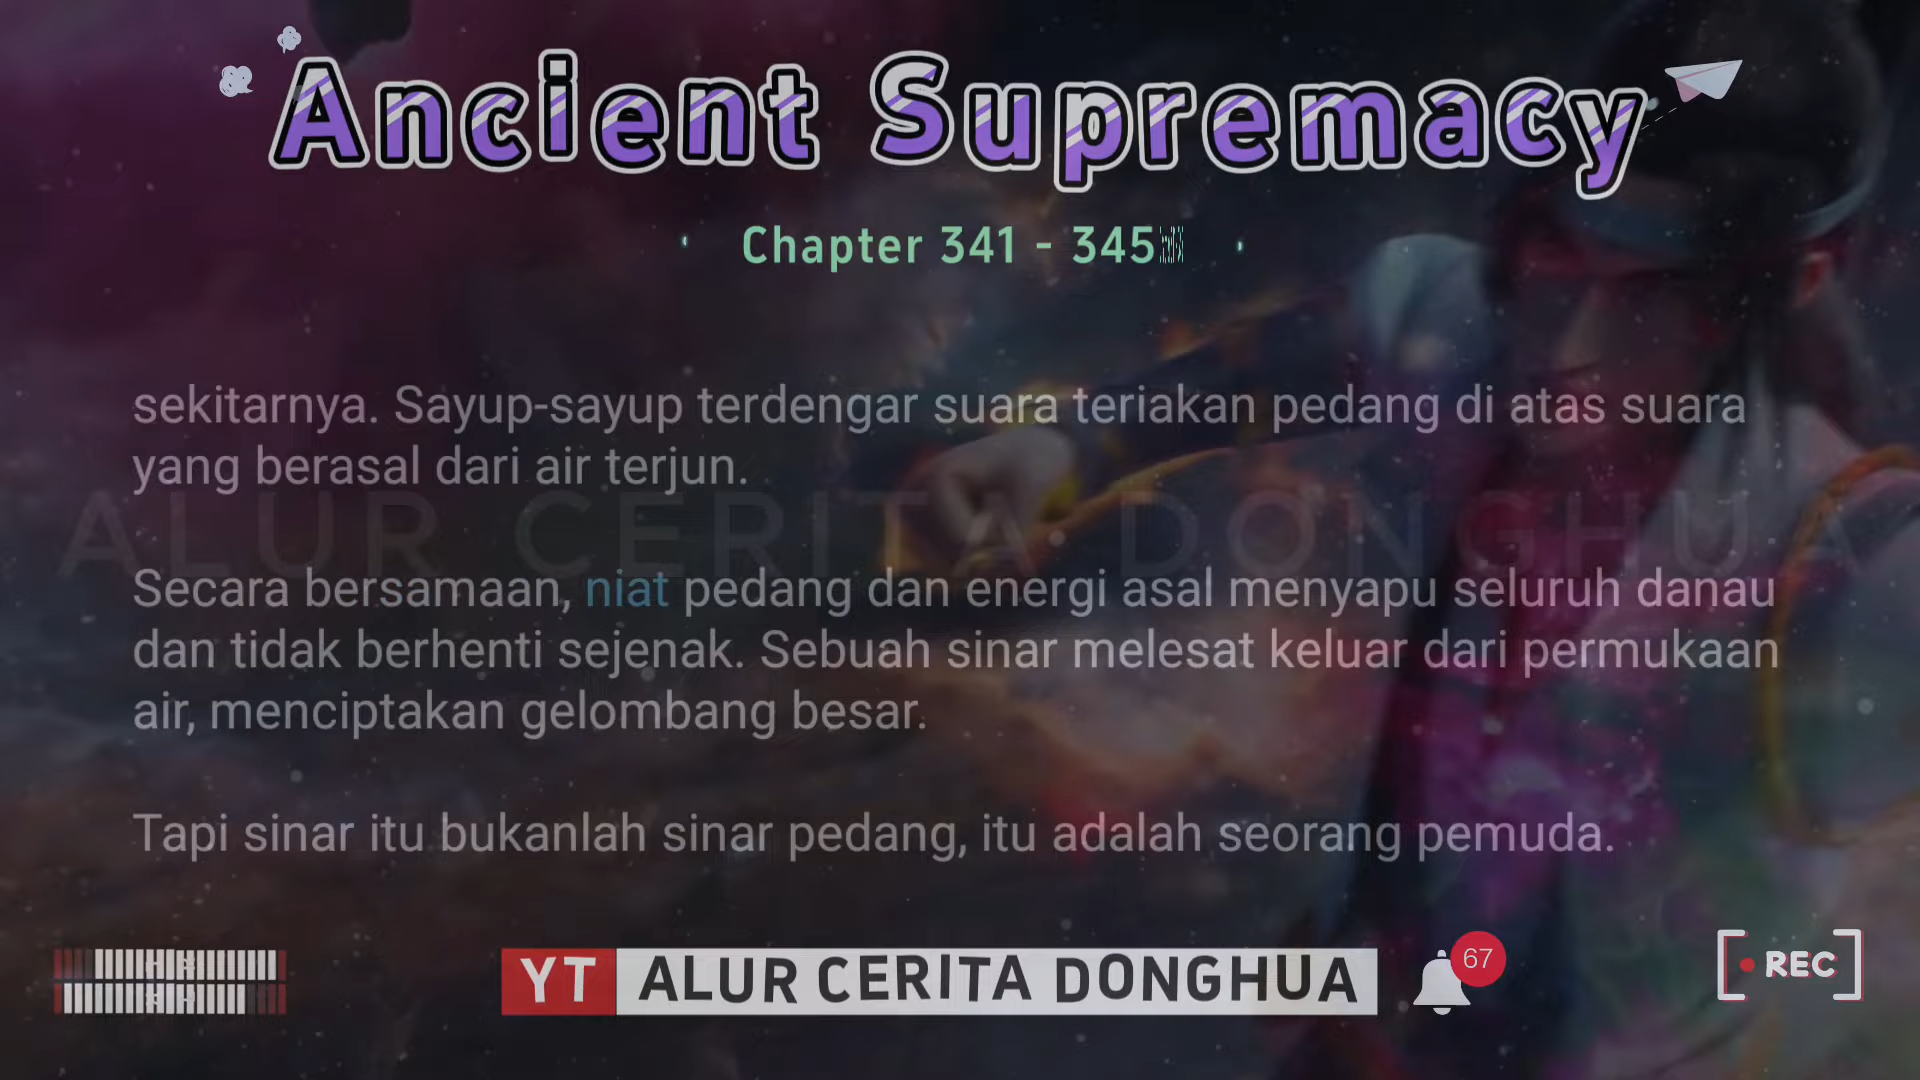 Ancient Supremacy
Chapter 341 - 345
sekitarnya. Sayup-sayup terdengar suara teriakan pedang di atas suara
yang berasal dari air terjun.
ALUR CERITA DONGHUA
Secara bersamaan, niat pedang dan energi asal menyapu seluruh danau
dan tidak berhenti sejenak. Sebuah sinar melesat keluar dari permukaan
air, menciptakan gelombang besar.
Tapi sinar itu bukanlah sinar pedang, itu adalah seorang pemuda.
YT ALUR CERITA DONGHUA
67
REC